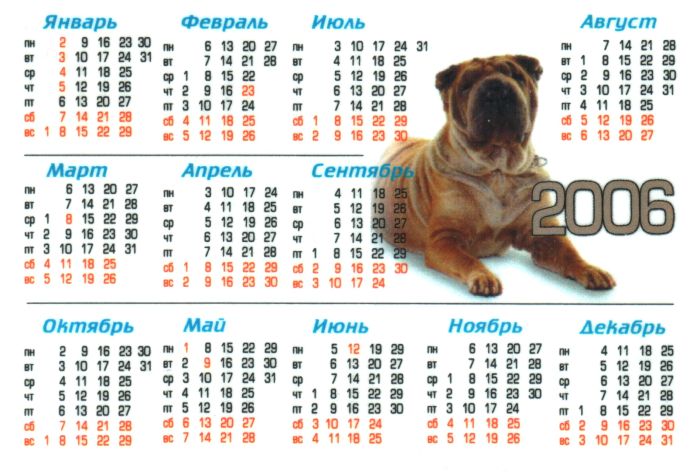 Январь
пн 2 9 16 23 30
вт 3 10 17 24 31
ср 4 11 18 25
чт 5 12 19 26
пт 6 13 20 27
сб 7 14 21 28
вс 1 8 15 22 29
Февраль
пн 6 13 20 27
вт 7 14 21 28
ср 1 8 15 22
чт 2 9 16 23
пт 3 10 17 24
сб 4 11 18 25
вс 5 12 19 26
Июль
пн 3 10 17 24 31
вт 4 11 18 25
ср 5 12 19 26
чт 6 13 20 27
пт 7 14 21 28
сб 1 8 15 22 29
вс 2 9 16 23 30
Август
пн 7 14 21 28
вт 1 8 15 22 29
ср 2 9 16 23 30
чт 3 10 17 24 31
пт 4 11 18 25
сб 5 12 19 26
вс 6 13 20 27
Март
пн 6 13 20 27
вт 7 14 21 28
ср 1 8 15 22 29
чт 2 9 16 23 30
пт 3 10 17 24 31
сб 4 11 18 25
вс 5 12 19 26
Апрель
пн 3 10 17 24
вт 4 11 18 25
ср 5 12 19 26
чт 6 13 20 27
пт 7 14 21 28
сб 1 8 15 22 29
вс 2 9 16 23 30
Сентябрь
пн 4 11 18 25
вт 5 12 19 26
ср 6 13 20 27
чт 7 14 21 28
пт 1 8 15 22 29
сб 2 9 16 23 30
вс 3 10 17 24
2006
Октябрь
пн 2 9 16 23 30
вт 3 10 17 24 31
ср 4 11 18 25
чт 5 12 19 26
пт 6 13 20 27
сб 7 14 21 28
вс 1 8 15 22 29
Май
пн 1 8 15 22 29
вт 2 9 16 23 30
ср 3 10 17 24 31
чт 4 11 18 25
пт 5 12 19 26
сб 6 13 20 27
вс 7 14 21 28
Июнь
пн 5 12 19 29
вт 6 13 20 27
ср 7 14 21 28
чт 1 8 15 22 29
пт 2 9 16 23 30
сб 3 10 17 24
вс 4 11 18 25
Ноябрь
пн 6 13 20 27
вт 7 14 21 28
ср 1 8 15 22 29
чт 2 9 16 23 30
пт 3 10 17 24
сб 4 11 18 25
вс 5 12 19 26
Декабрь
пн 4 11 18 25
вт 5 12 19 26
ср 6 13 20 27
чт 7 14 21 28
пт 1 8 15 22 29
сб 2 9 16 23 30
вс 3 10 17 24 31